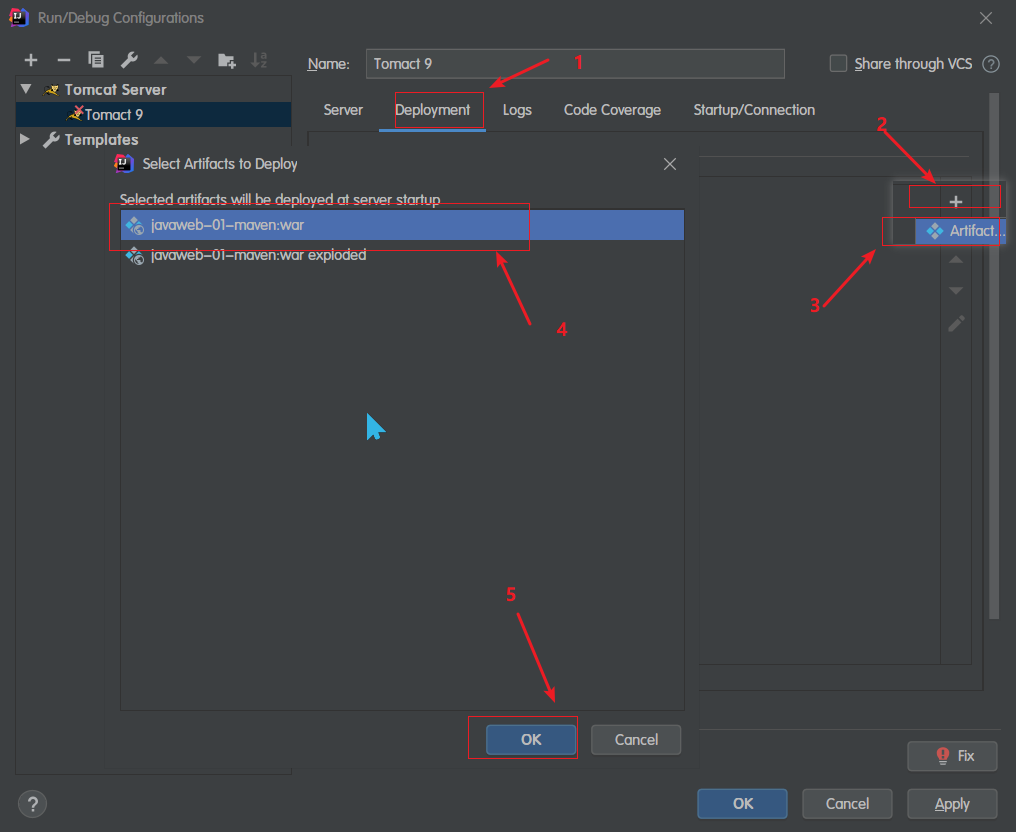 Run/Debug Configurations
Name: Tomact 9
Share through VCS ?
Tomcat Server
Tomact 9
Templates
Server Deployment Logs Code Coverage Startup/Connection
1
2
Select Artifacts to Deploy
Selected artifacts will be deployed at server startup
javaweb-01-maven:war
javaweb-01-maven:war exploded
Artifact...
3
4
5
OK Cancel
Fix
? OK Cancel Apply